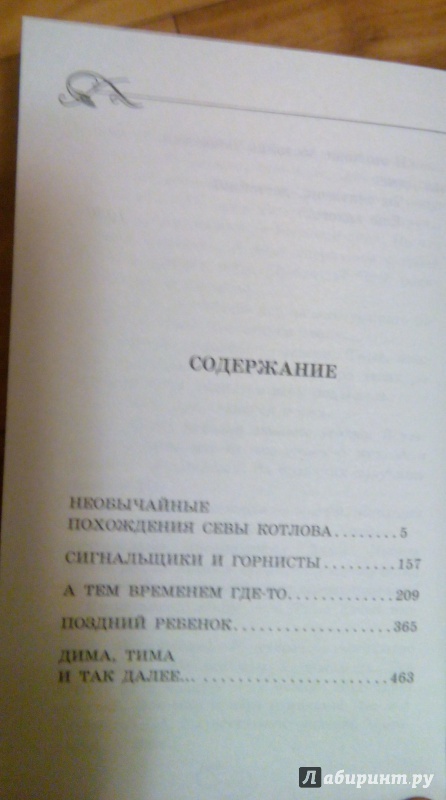 СОДЕРЖАНИЕ
НЕОБЫЧАЙНЫЕ
ПОХОЖДЕНИЯ СЕВЫ КОТЛОВА........5
СИГНАЛЬЩИКИ И ГОРНИСТЫ.........157
А ТЕМ ВРЕМЕНЕМ ГДЕ-ТО.............209
ПОЗДНИЙ РЕБЕНОК....................365
ДИМА, ТИМА
И ТАК ДАЛЕЕ... .......................463
Лабиринт.ру